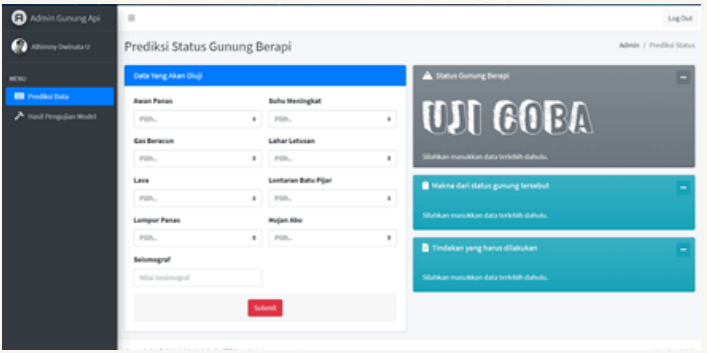 Admin Gunung Api
Log Out
Prediksi Status Gunung Berapi
Admin / Prediksi Status
MENU
Prediksi Data
Hasil Pengujian Model
Data Yang Akan Diuji
Awan Panas
Suhu Meningkat
Pilih..
Pilih..
Gas Beracun
Lahar Letusan
Pilih..
Pilih..
Lava
Lontaran Batu Pijar
Pilih..
Pilih..
Lumpur Panas
Hujan Abu
Pilih..
Pilih..
Seismograf
Submit
Status Gunung Berapi
UJI COBA
Silahkan masukkan data terlebih dahulu.
Makna dari status gunung tersebut
Silahkan masukkan data terlebih dahulu.
Tindakan yang harus dilakukan
Silahkan masukkan data terlebih dahulu.